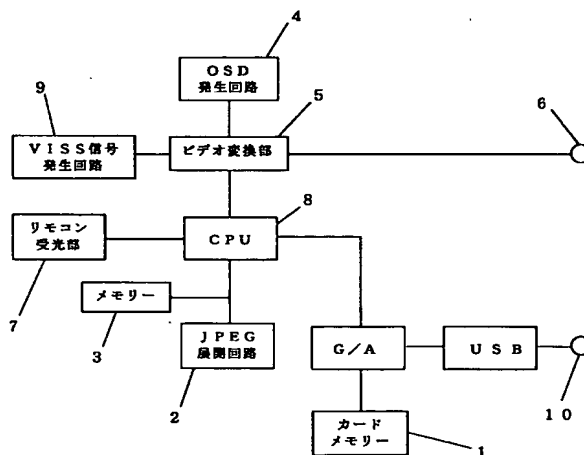 4
OSD
発生回路
9
5
6
VISS信号
発生回路
ビデオ変換部
8
リモコン
受光部
CPU
7
メモリー
3
JPEG
展開回路
2
G/A
USB
10
カード
メモリー
1